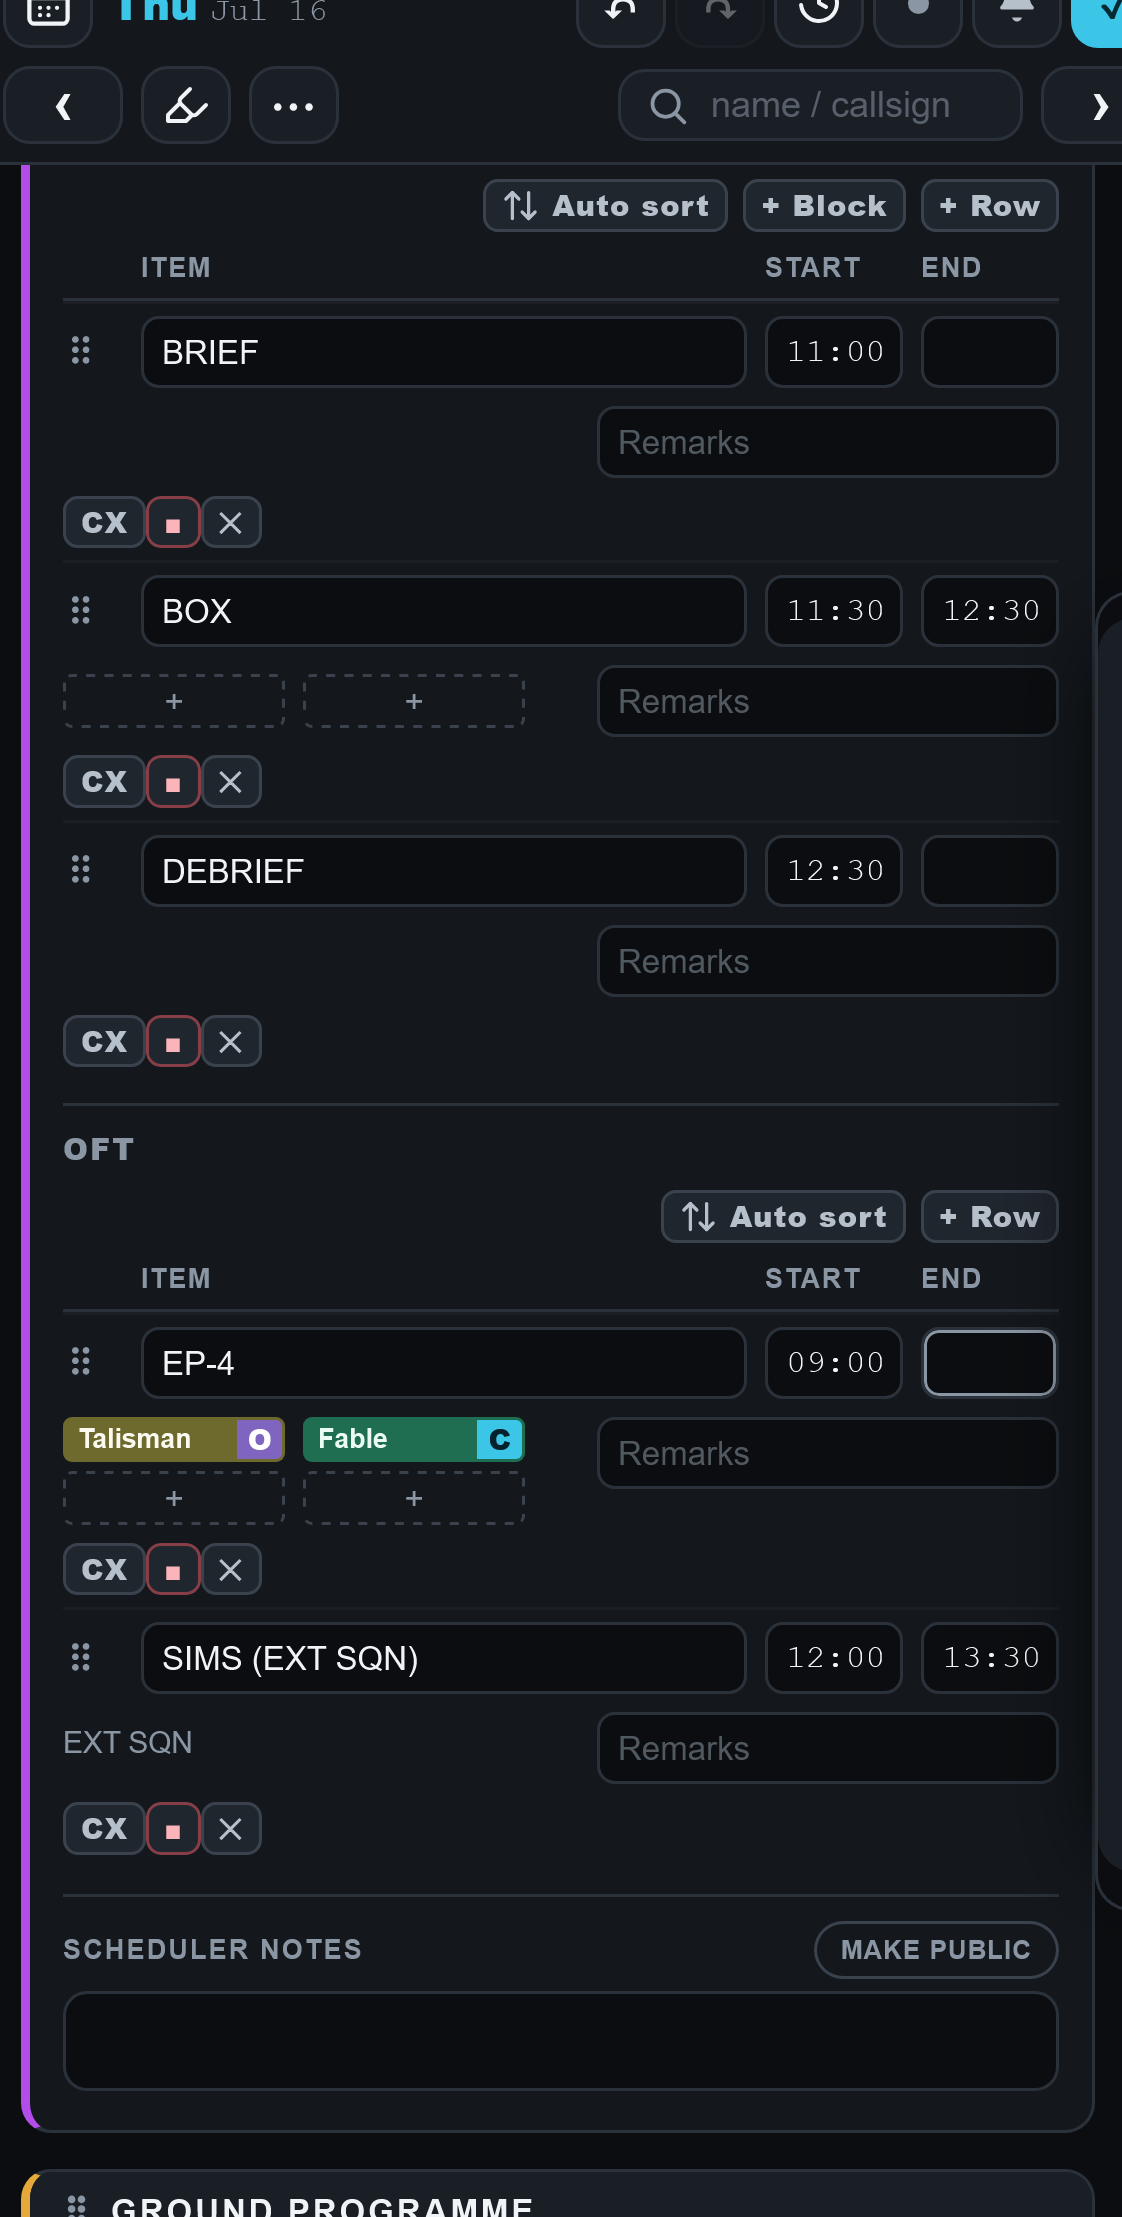 Thu Jul 16
name / callsign
Auto sort + Block + Row
ITEM START END
BRIEF 11:00
Remarks
CX
BOX 11:30 12:30
+ + Remarks
CX
DEBRIEF 12:30
Remarks
CX
OFT
Auto sort + Row
ITEM START END
EP-4 09:00
Talisman O Fable C Remarks
+ +
CX
SIMS (EXT SQN) 12:00 13:30
EXT SQN Remarks
CX
SCHEDULER NOTES MAKE PUBLIC
GROUND PROGRAMME